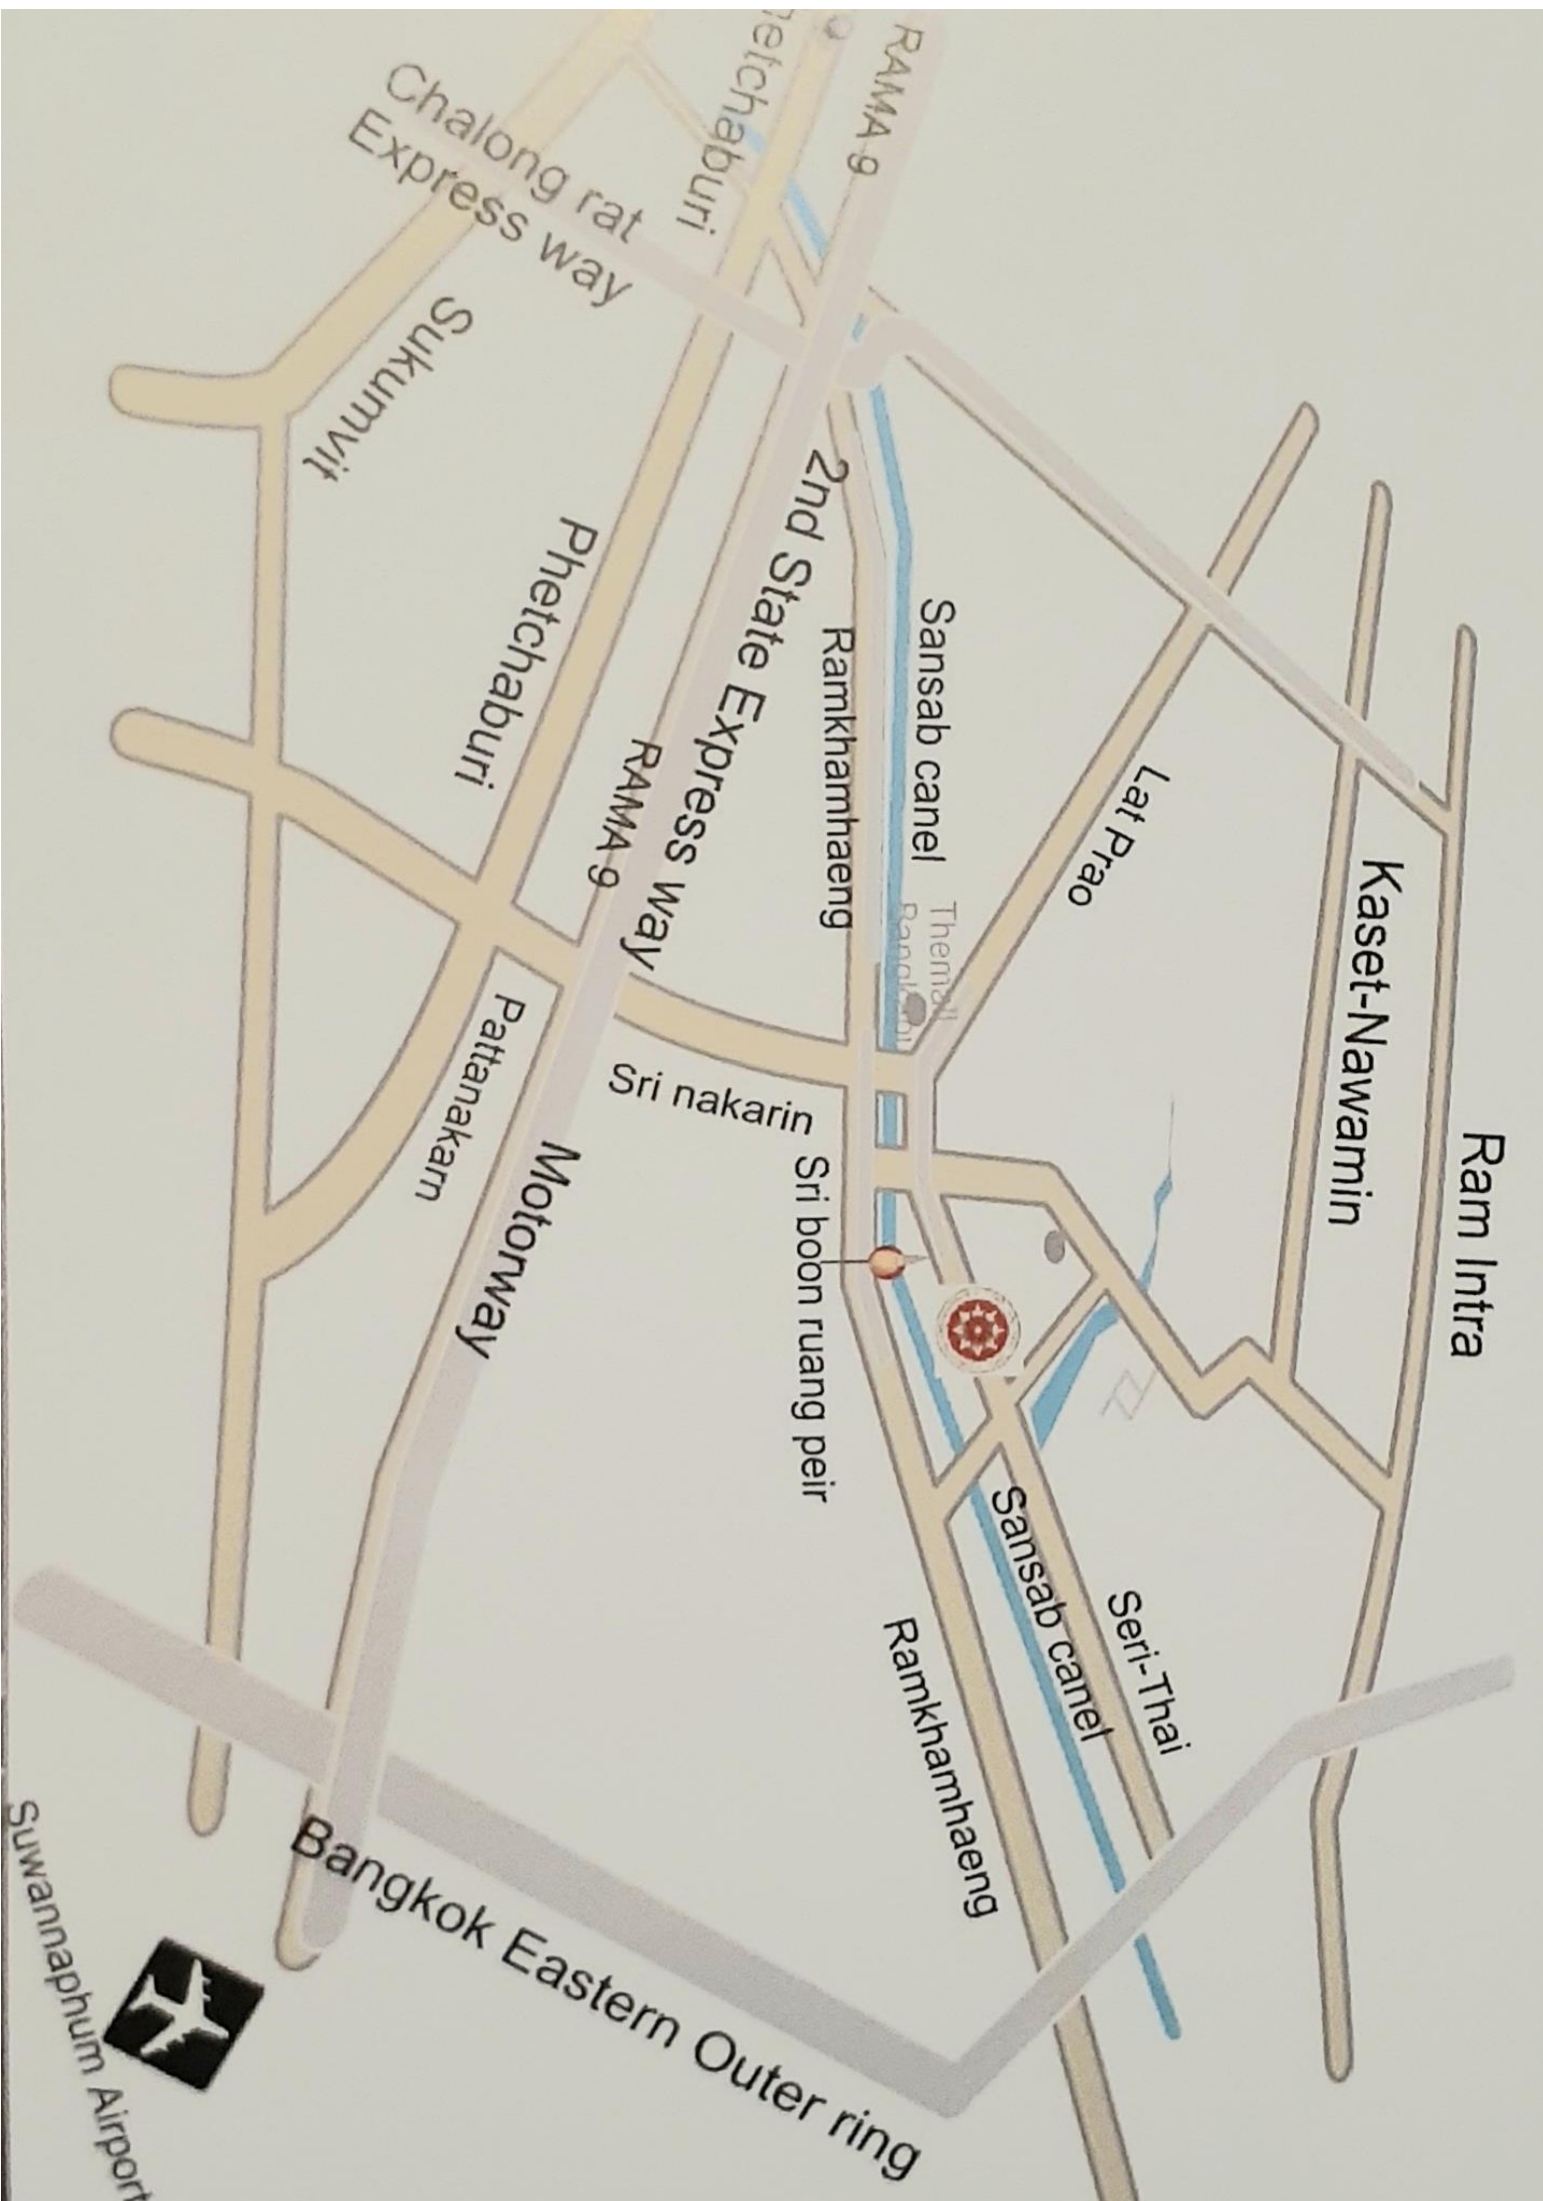 Ram Intra
Kaset-Nawamin
Lat Prao
Seri-Thai
Sansab canel
Themall
Sansab canel
RAMA 9
Ramkhamhaeng
Sri boon ruang peir
Ramkhamhaeng
2nd State Express way
RAMA 9
Sri nakarin
Phetchaburi
Pattanakarn
Motorway
Chalong rat
Express way
Sukumvit
Bangkok Eastern Outer ring
Suwannaphum Airport